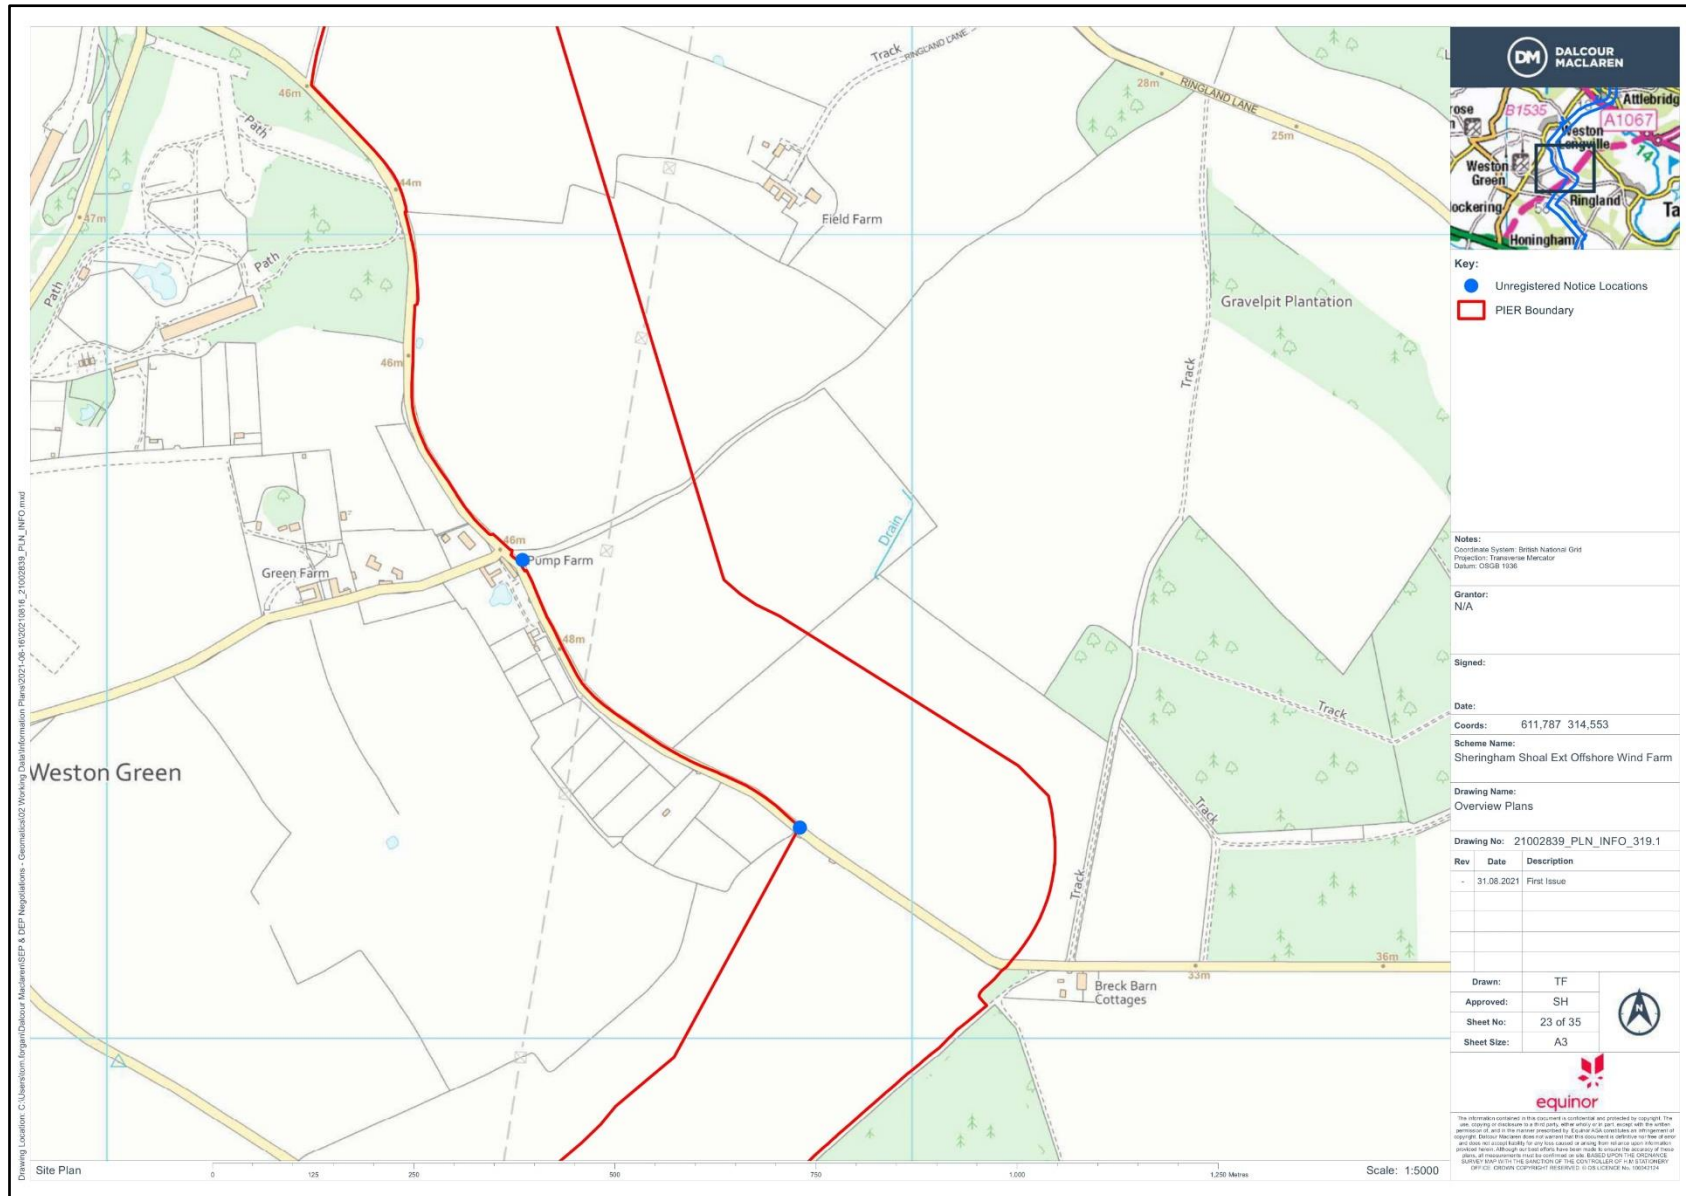 Track
RINGLAND LANE
28m
RINGLAND LANE
25m
46m
Path
44m
47m
Field Farm
Path
Path
Gravelpit Plantation
46m
Track
Drain
46m
Pump Farm
Green Farm
48m
Track
Weston Green
Track
Track
36m
33m
Breck Barn
Cottages
Site Plan
0 125 250 500 750 1,000 1,250 Metres
Scale: 1:5000
DM
DALCOUR
MACLAREN
B1535
Attlebridg
A1067
Weston
Longville
14
Weston
Green
Ringland
Ta
ockering
Honingham
Key:
Unregistered Notice Locations
PIER Boundary
Notes:
Coordinate System: British National Grid
Projection: Transverse Mercator
Datum: OSGB 1936
Grantor:
N/A
Signed:
Date:
Coords: 611,787 314,553
Scheme Name:
Sheringham Shoal Ext Offshore Wind Farm
Drawing Name:
Overview Plans
Drawing No: 21002839_PLN_INFO_319.1
Rev Date Description
- 31.08.2021 First Issue
Drawn: TF
Approved: SH
Sheet No: 23 of 35
Sheet Size: A3
N
equinor